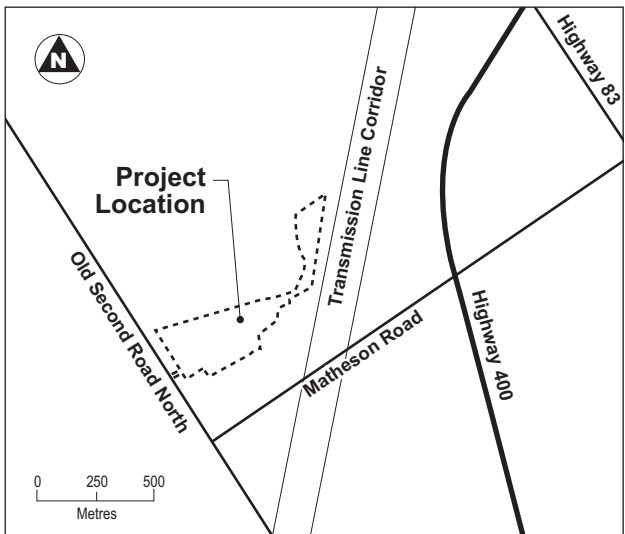 N
Highway 83
Transmission Line Corridor
Project
Location
Old Second Road North
Matheson Road
Highway 400
0 250 500
Metres